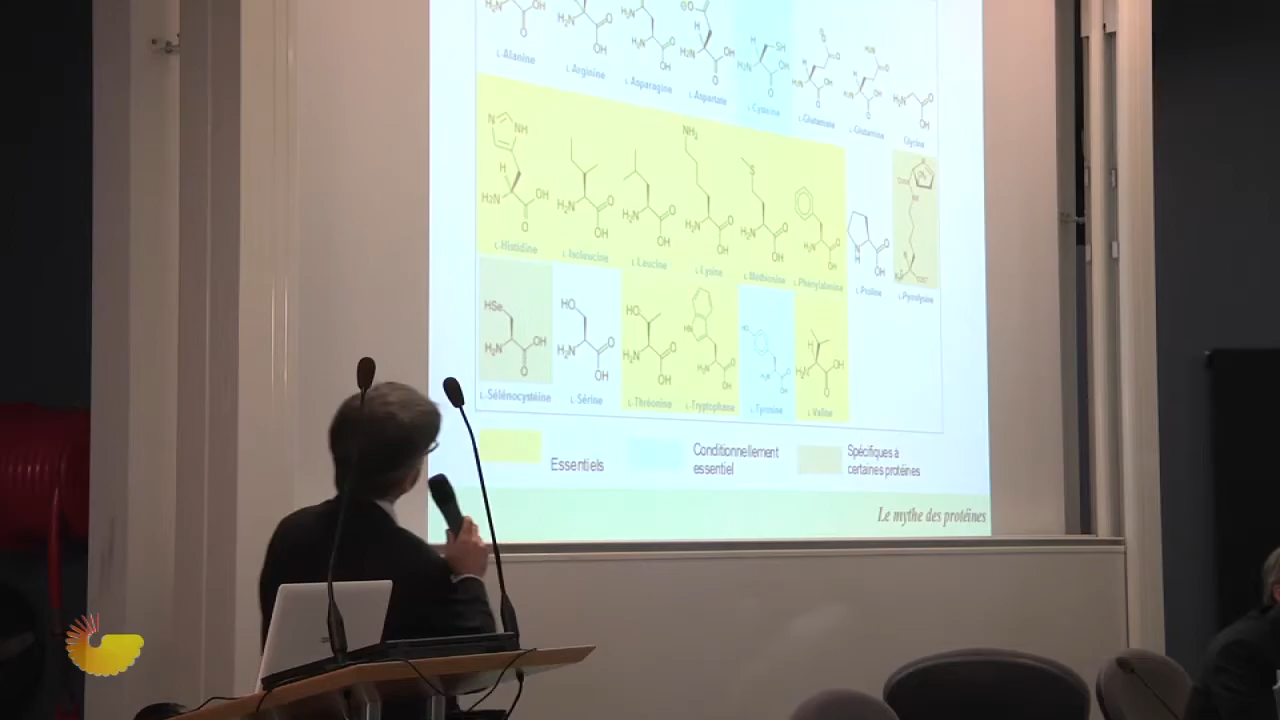 L-Alanine
L-Arginine
L-Asparagine
L-Aspartate
L-Cystéine
L-Glutamate
L-Glutamine
Glycine
L-Histidine
L-Isoleucine
L-Leucine
L-Lysine
L-Méthionine
L-Phénylalanine
L-Proline
L-Pyrrolysine
L-Sélénocystéine
L-Sérine
L-Thréonine
L-Tryptophane
L-Tyrosine
L-Valine
Essentiels
Conditionnellement
essentiel
Spécifiques à
certaines protéines
Le mythe des protéines